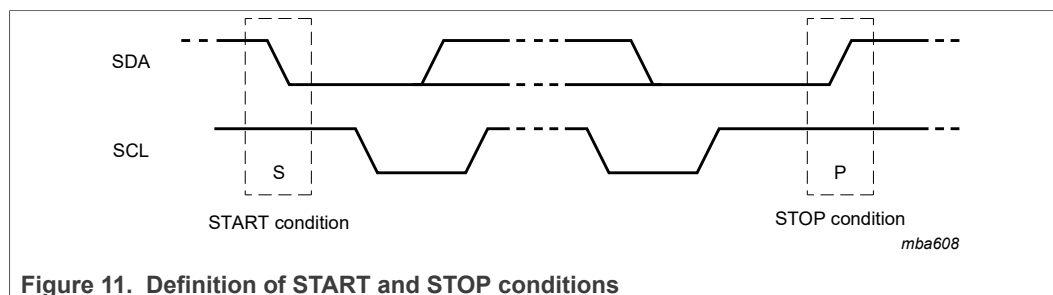 SDA
SCL
S
P
START condition
STOP condition
mba608
Figure 11. Definition of START and STOP conditions